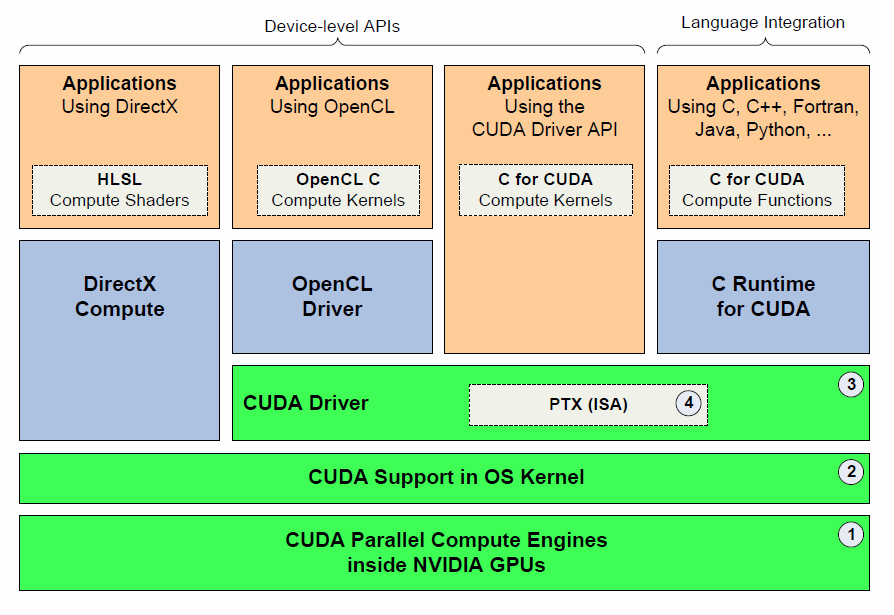 Device-level APIs
Language Integration
Applications
Using DirectX
HLSL
Compute Shaders
Applications
Using OpenCL
OpenCL C
Compute Kernels
Applications
Using the
CUDA Driver API
C for CUDA
Compute Kernels
Applications
Using C, C++, Fortran,
Java, Python, ...
C for CUDA
Compute Functions
DirectX
Compute
OpenCL
Driver
C Runtime
for CUDA
CUDA Driver
PTX (ISA)
4
3
CUDA Support in OS Kernel
2
CUDA Parallel Compute Engines
inside NVIDIA GPUs
1